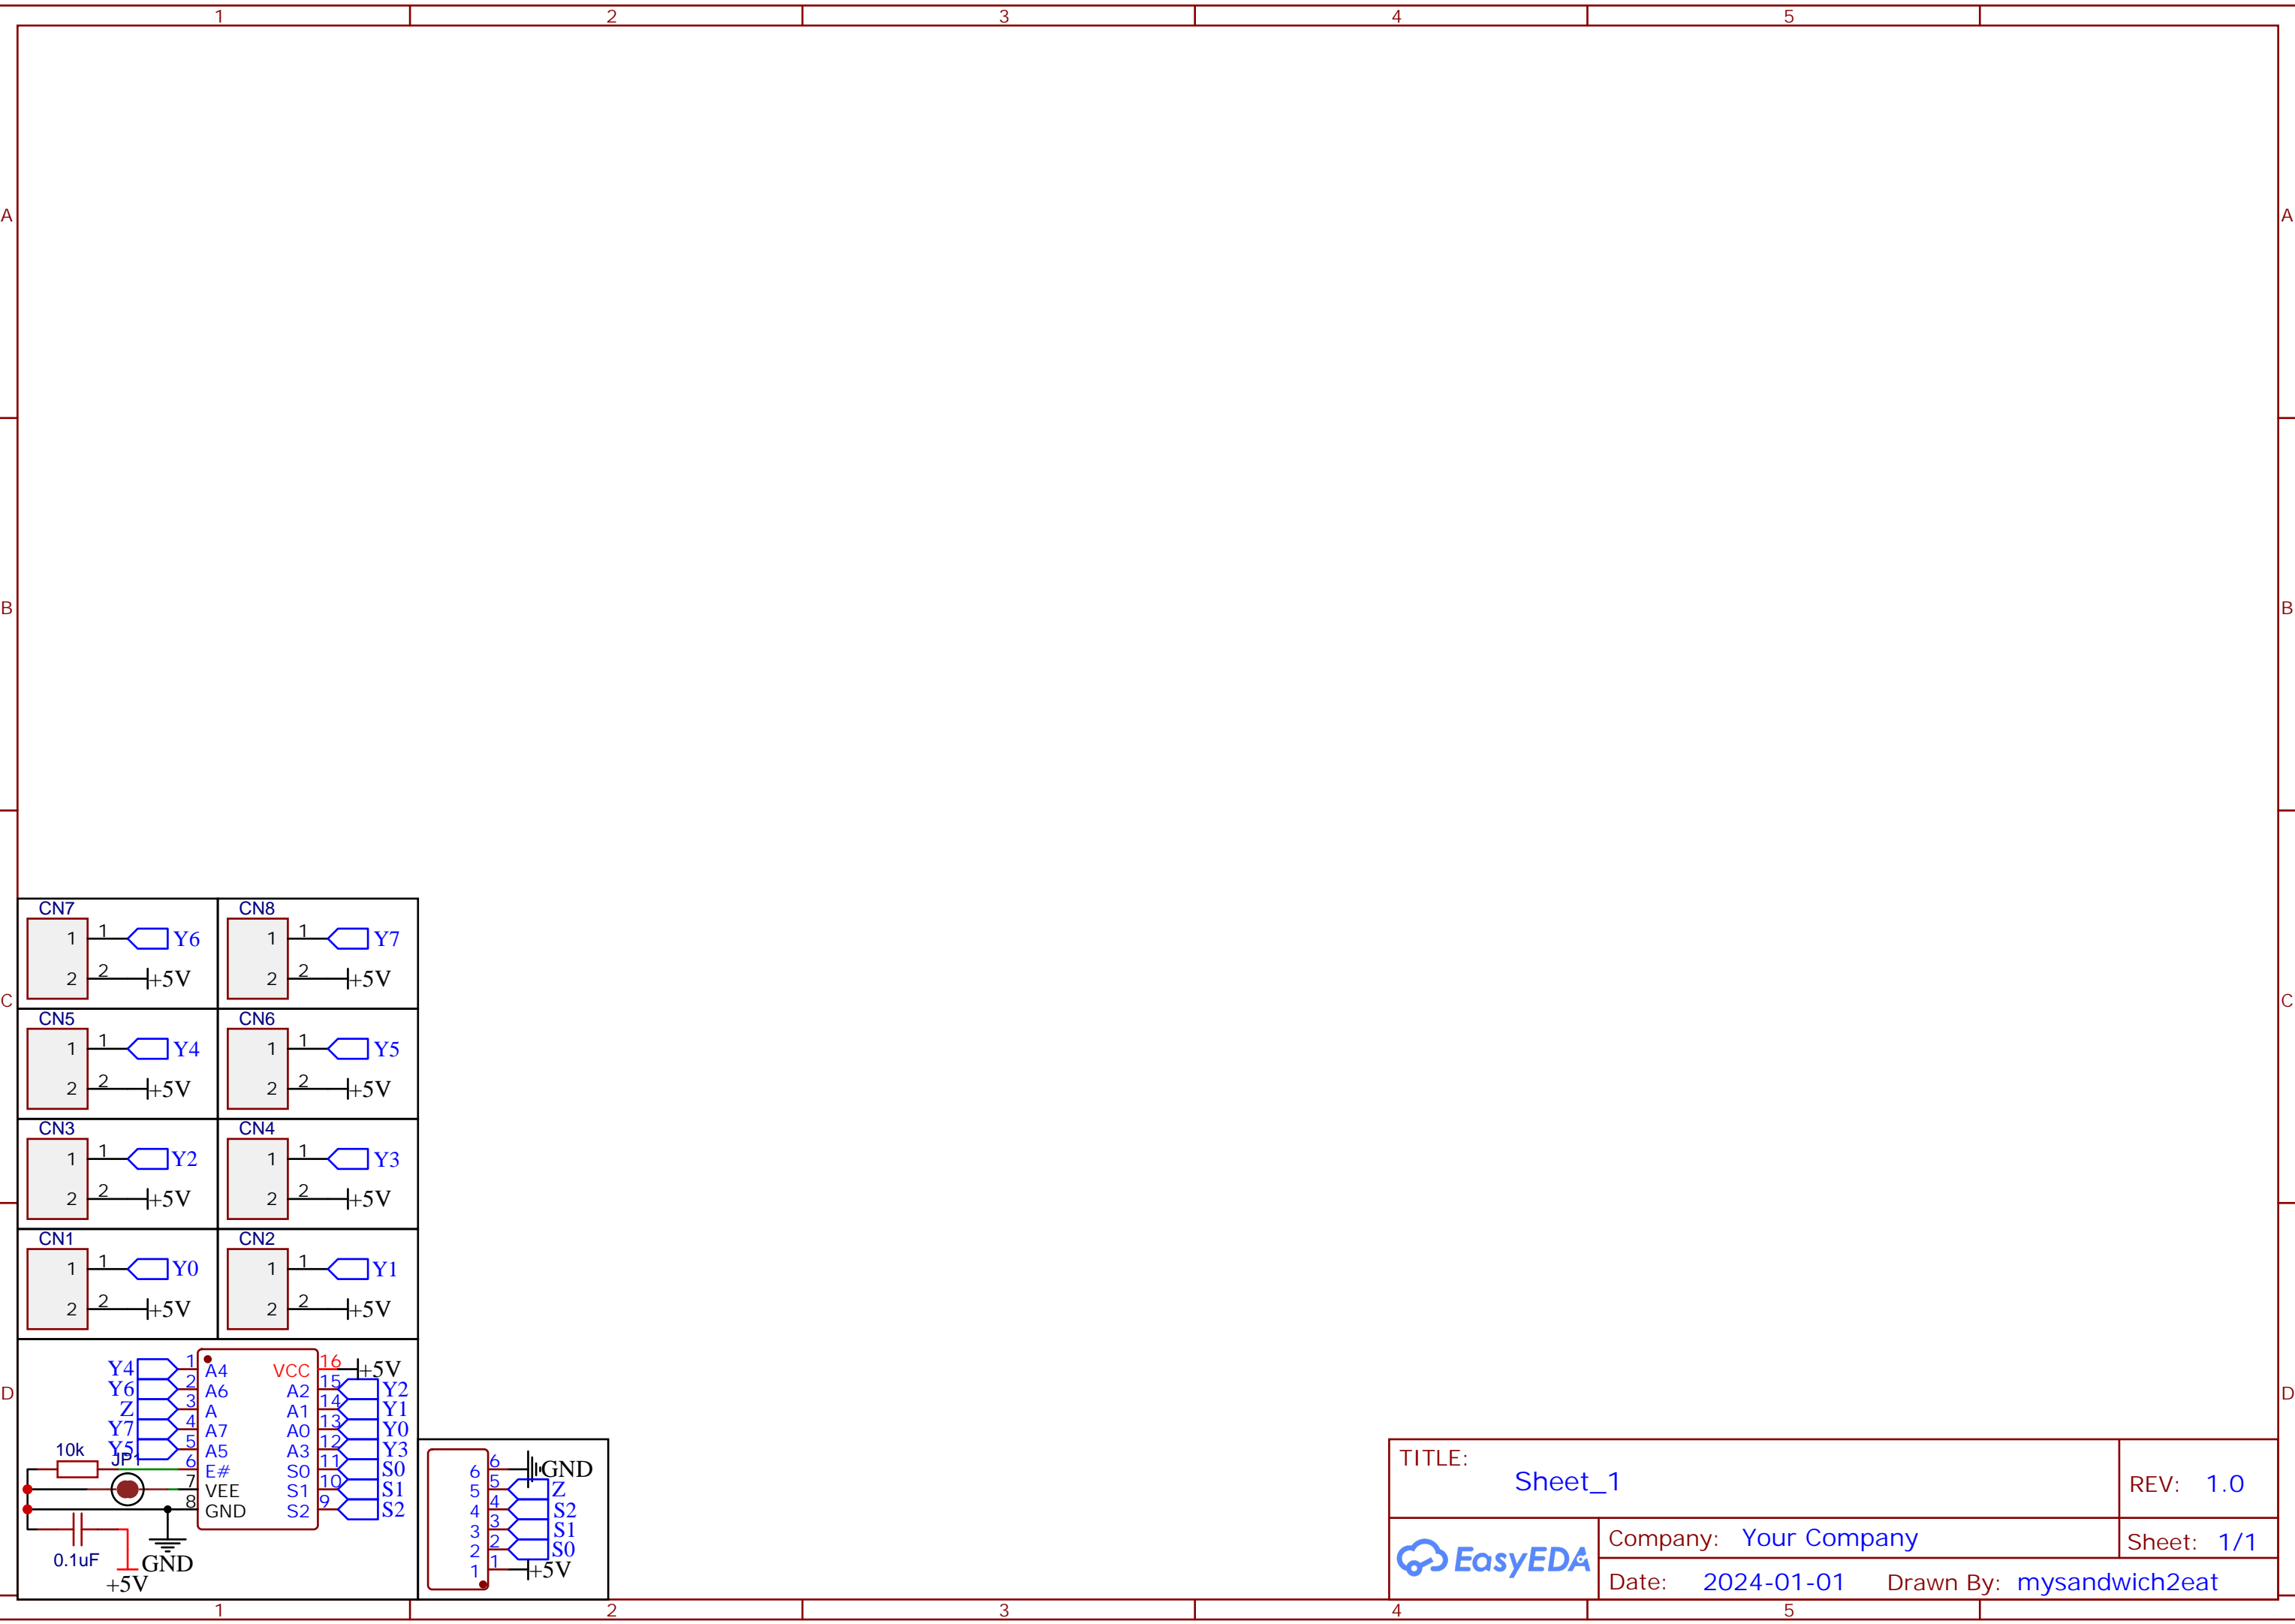 1 2 3 4 5
A A
B B
C C
D D
CN7 CN8
1 1 Y6 1 1 Y7
2 2 +5V 2 2 +5V
CN5 CN6
1 1 Y4 1 1 Y5
2 2 +5V 2 2 +5V
CN3 CN4
1 1 Y2 1 1 Y3
2 2 +5V 2 2 +5V
CN1 CN2
1 1 Y0 1 1 Y1
2 2 +5V 2 2 +5V
Y4 1 A4 VCC 16 +5V
Y6 2 A6 A2 15 Y2
Z 3 A A1 14 Y1
Y7 4 A7 A0 13 Y0
Y5 5 A5 A3 12 Y3
10k 6 E# S0 11 S0
JP1 7 VEE S1 10 S1
8 GND S2 9 S2
0.1uF GND
+5V
6 6 GND
5 5 Z
4 4 S2
3 3 S1
2 2 S0
1 1 +5V
TITLE:
Sheet_1
REV: 1.0
EasyEDA
Company: Your Company
Sheet: 1/1
Date: 2024-01-01 Drawn By: mysandwich2eat
1 2 3 4 5